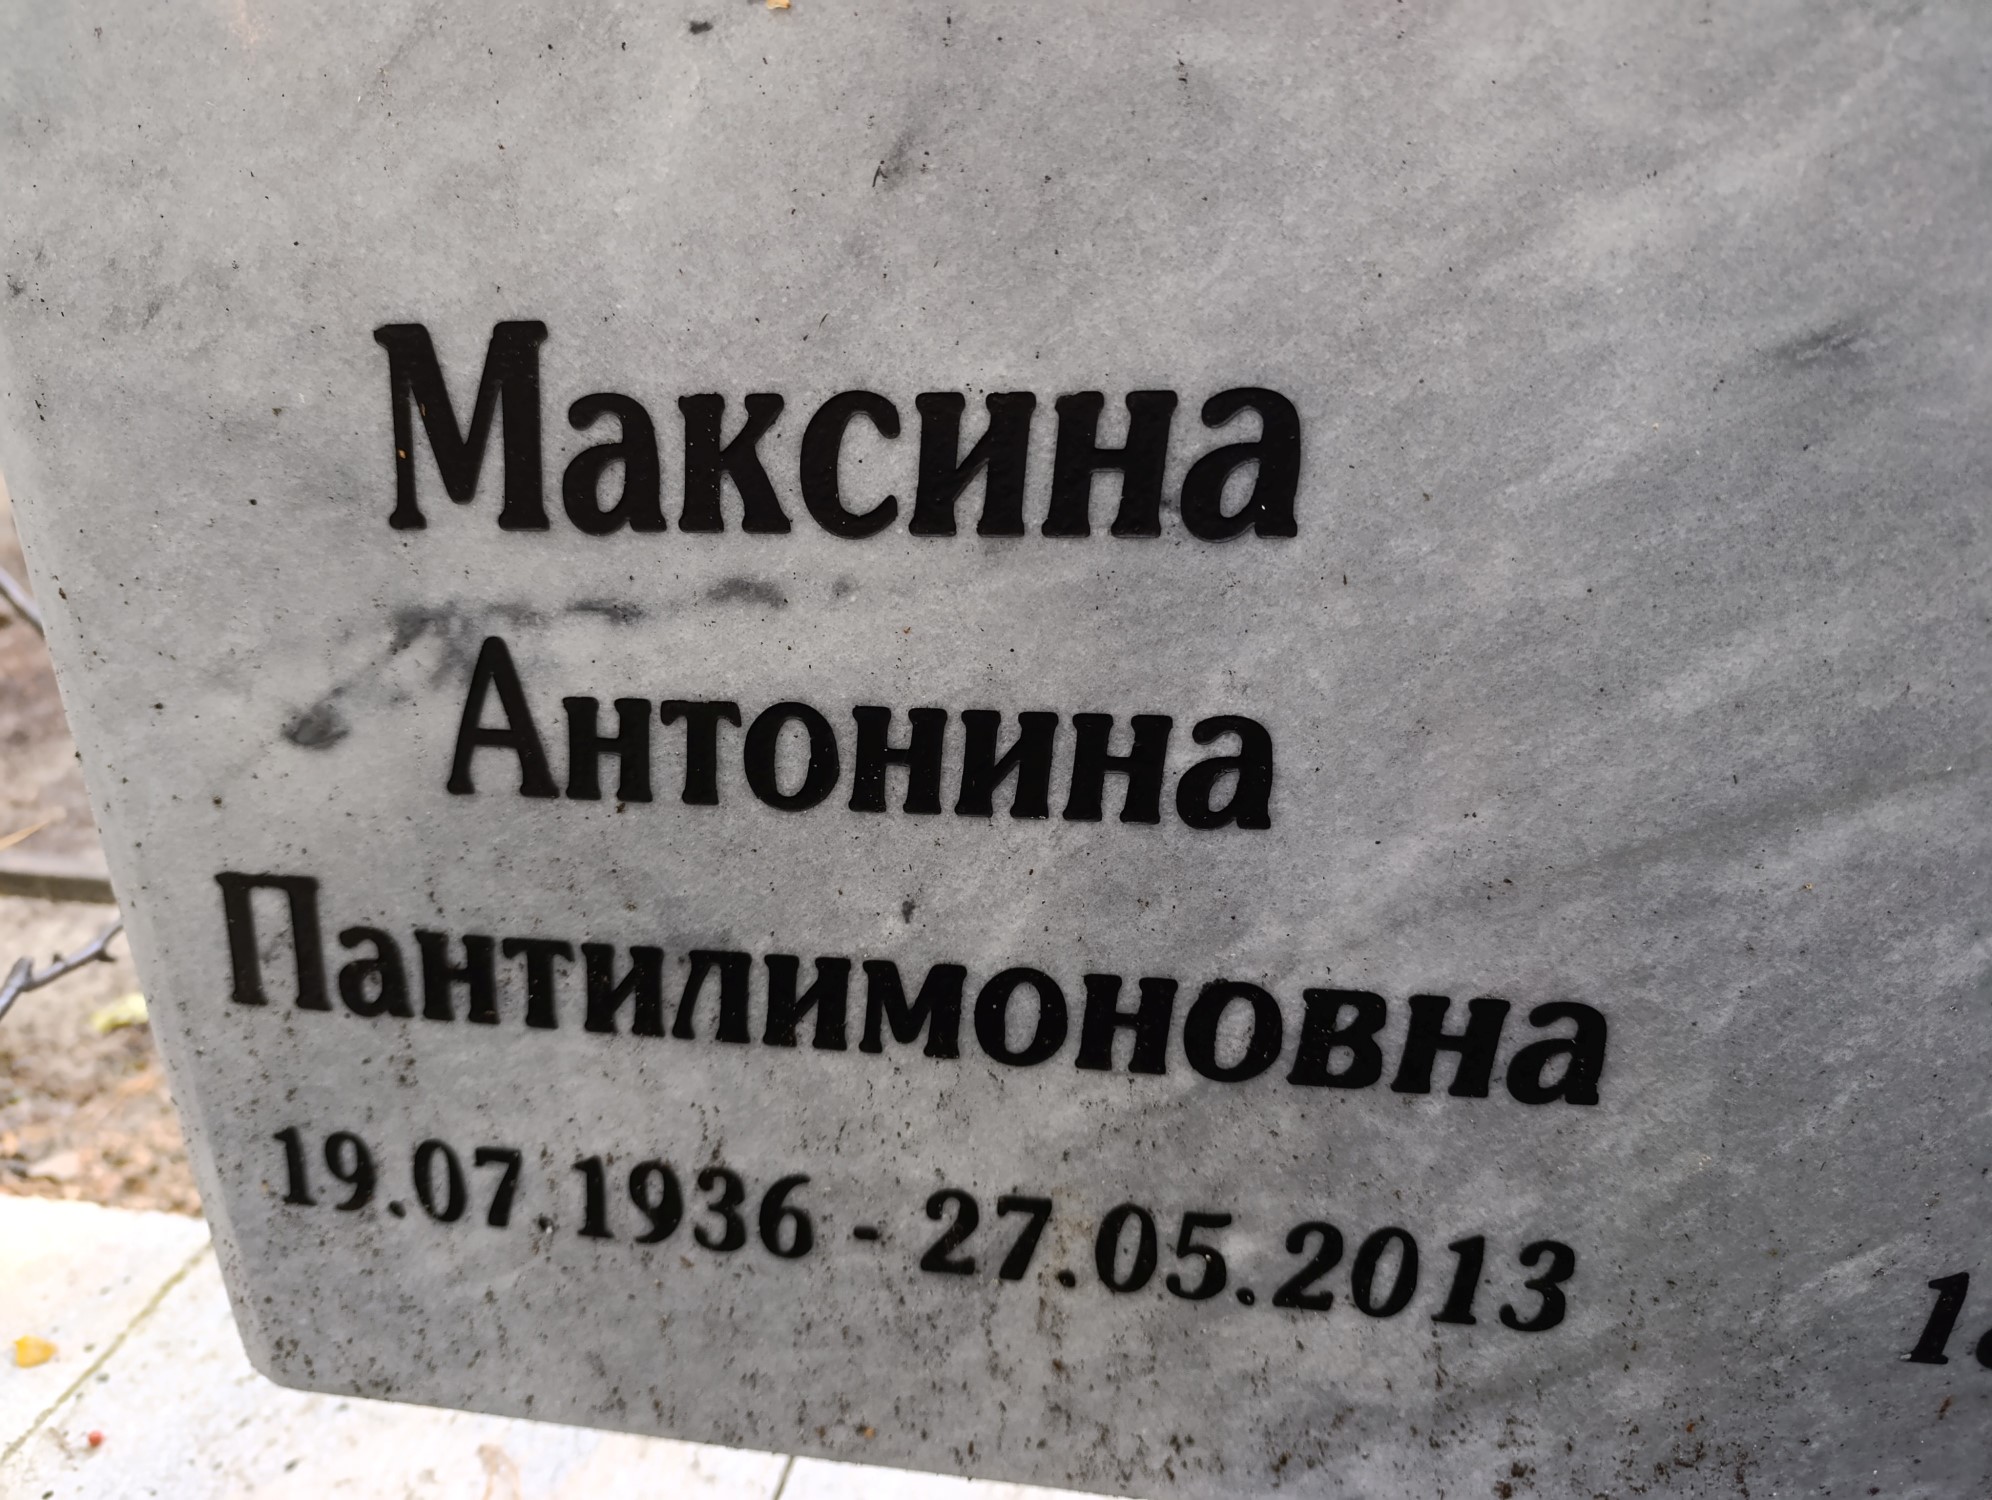 Максина
Антонина
Пантилимоновна
19.07.1936 - 27.05.2013